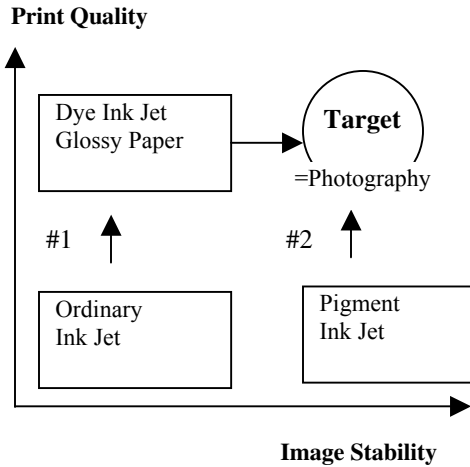 Print Quality
Dye Ink Jet
Glossy Paper
Target
=Photography
#1
#2
Ordinary
Ink Jet
Pigment
Ink Jet
Image Stability